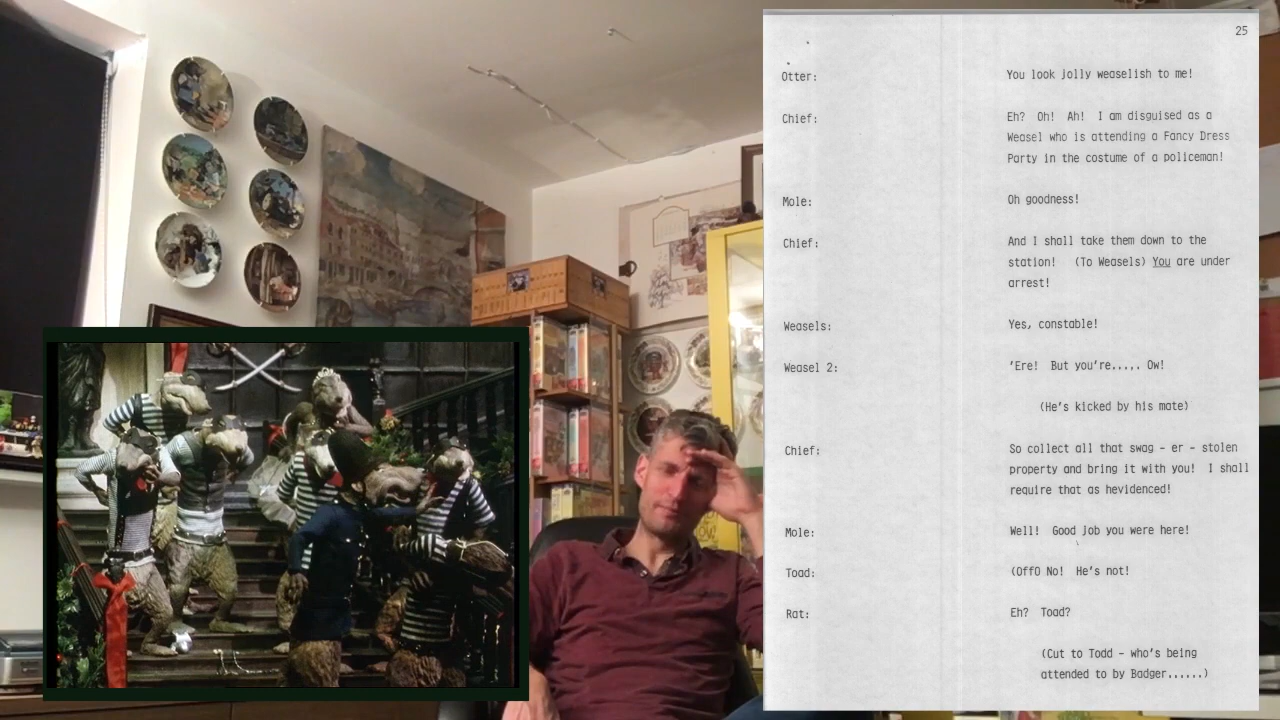 25
Otter: You look jolly weaselish to me!
Chief: Eh? Oh! Ah! I am disguised as a
Weasel who is attending a Fancy Dress
Party in the costume of a policeman!
Mole: Oh goodness!
Chief: And I shall take them down to the
station! (To Weasels) You are under
arrest!
Weasels: Yes, constable!
Weasel 2: 'Ere! But you're..... Ow!
(He's kicked by his mate)
Chief: So collect all that swag - er - stolen
property and bring it with you! I shall
require that as hevidenced!
Mole: Well! Good job you were here!
Toad: (OffO No! He's not!
Rat: Eh? Toad?
(Cut to Todd - who's being
attended to by Badger......)